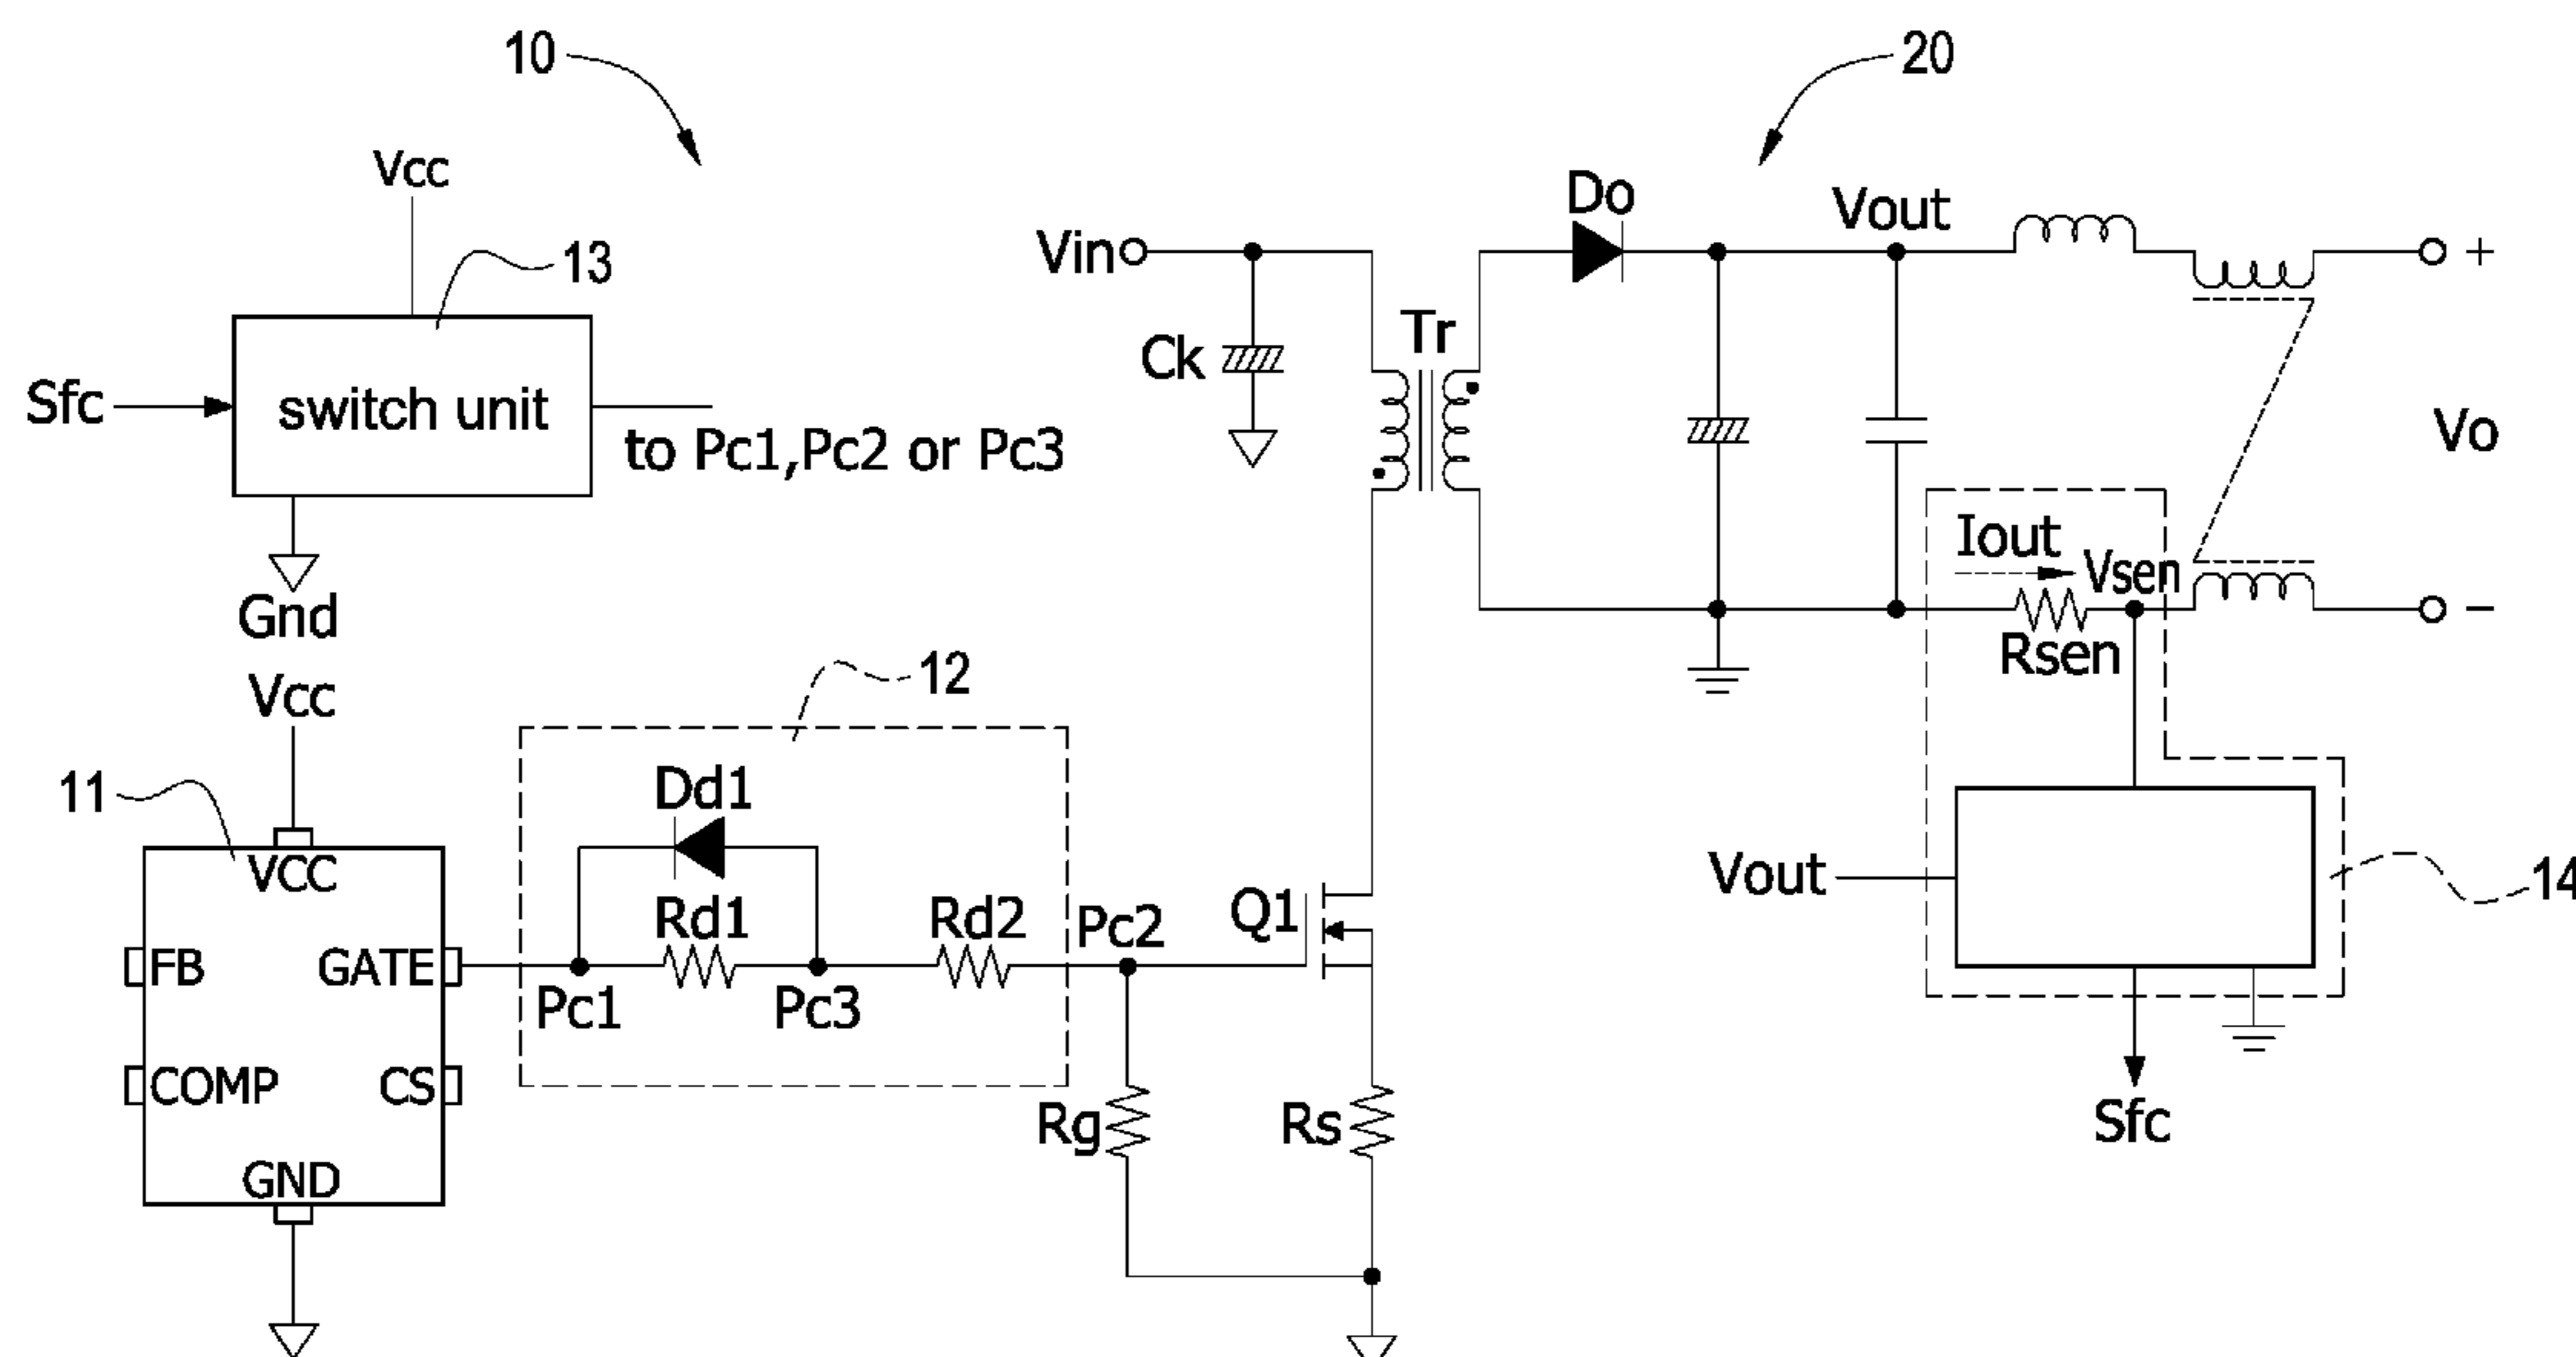 10
20
Vcc
13
Sfc
switch unit
to Pc1,Pc2 or Pc3
Gnd
Vin
Ck
Tr
Do
Vout
+
Vo
Iout
Vsen
Rsen
−
Vcc
11
VCC
FB
GATE
COMP
CS
GND
12
Dd1
Rd1
Rd2
Pc1
Pc3
Pc2
Q1
Rg
Rs
Vout
14
Sfc